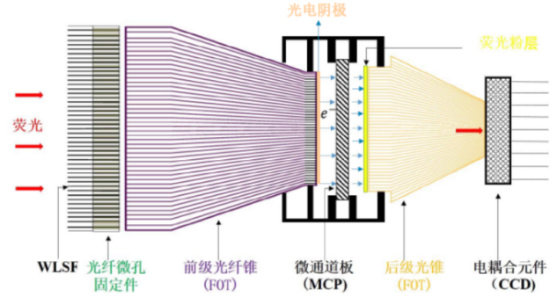 光电阴极
荧光粉层
荧光
e
WLSF
光纤微孔
固定件
前级光纤锥
(FOT)
微通道板
(MCP)
后级光锥
(FOT)
电耦合元件
(CCD)